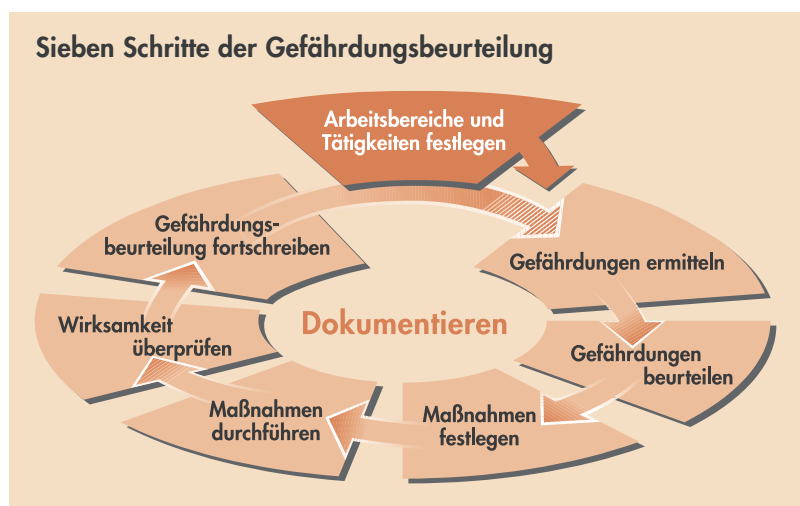 Sieben Schritte der Gefährdungsbeurteilung
Arbeitsbereiche und
Tätigkeiten festlegen
Gefährdungen ermitteln
Gefährdungen
beurteilen
Maßnahmen
festlegen
Maßnahmen
durchführen
Wirksamkeit
überprüfen
Gefährdungs-
beurteilung fortschreiben
Dokumentieren